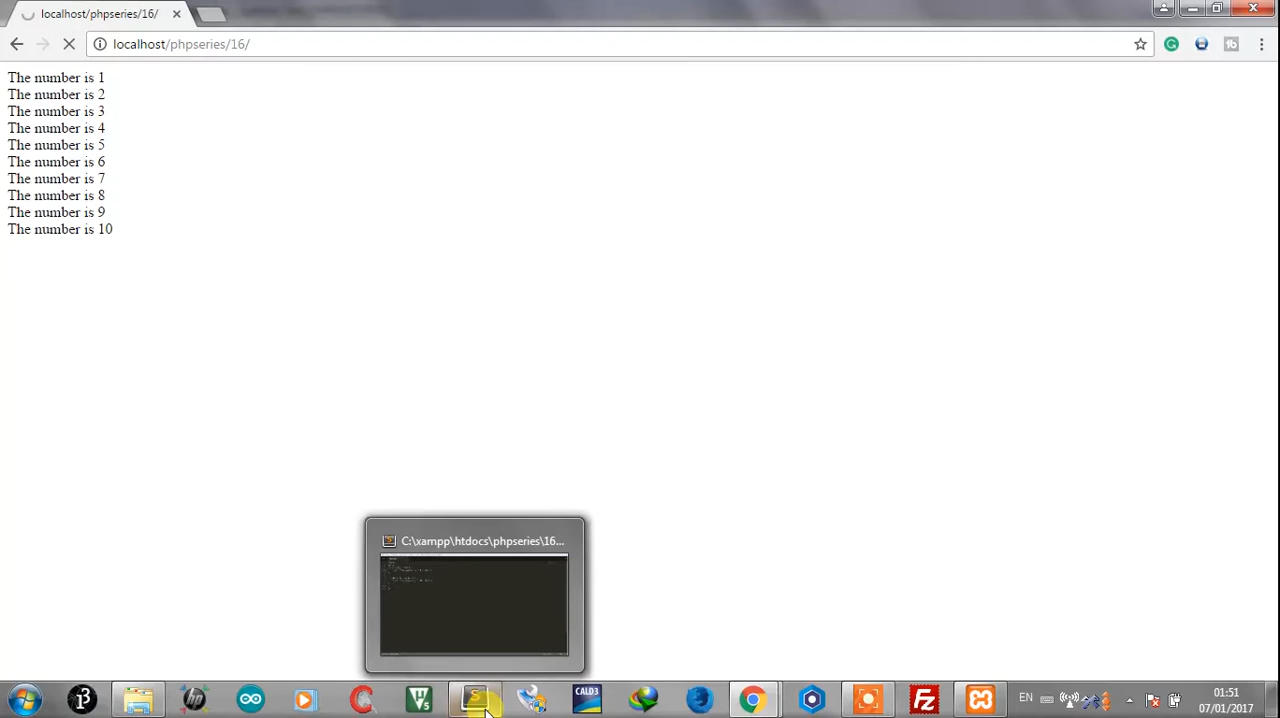 localhost/phpseries/16/
localhost/phpseries/16/
The number is 1
The number is 2
The number is 3
The number is 4
The number is 5
The number is 6
The number is 7
The number is 8
The number is 9
The number is 10
C:\xampp\htdocs\phpseries\16...
CALD3
Fz
EN
01:51
07/01/2017